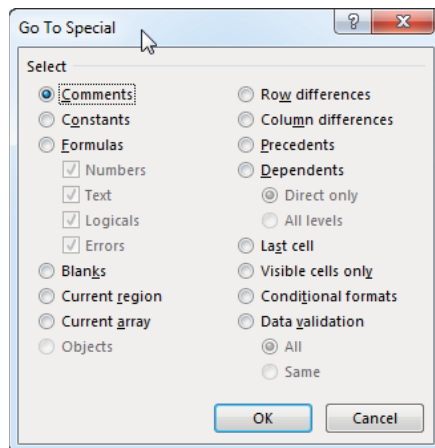 Go To Special
Select
Comments
Constants
Formulas
Numbers
Text
Logicals
Errors
Blanks
Current region
Current array
Objects
Row differences
Column differences
Precedents
Dependents
Direct only
All levels
Last cell
Visible cells only
Conditional formats
Data validation
All
Same
OK
Cancel